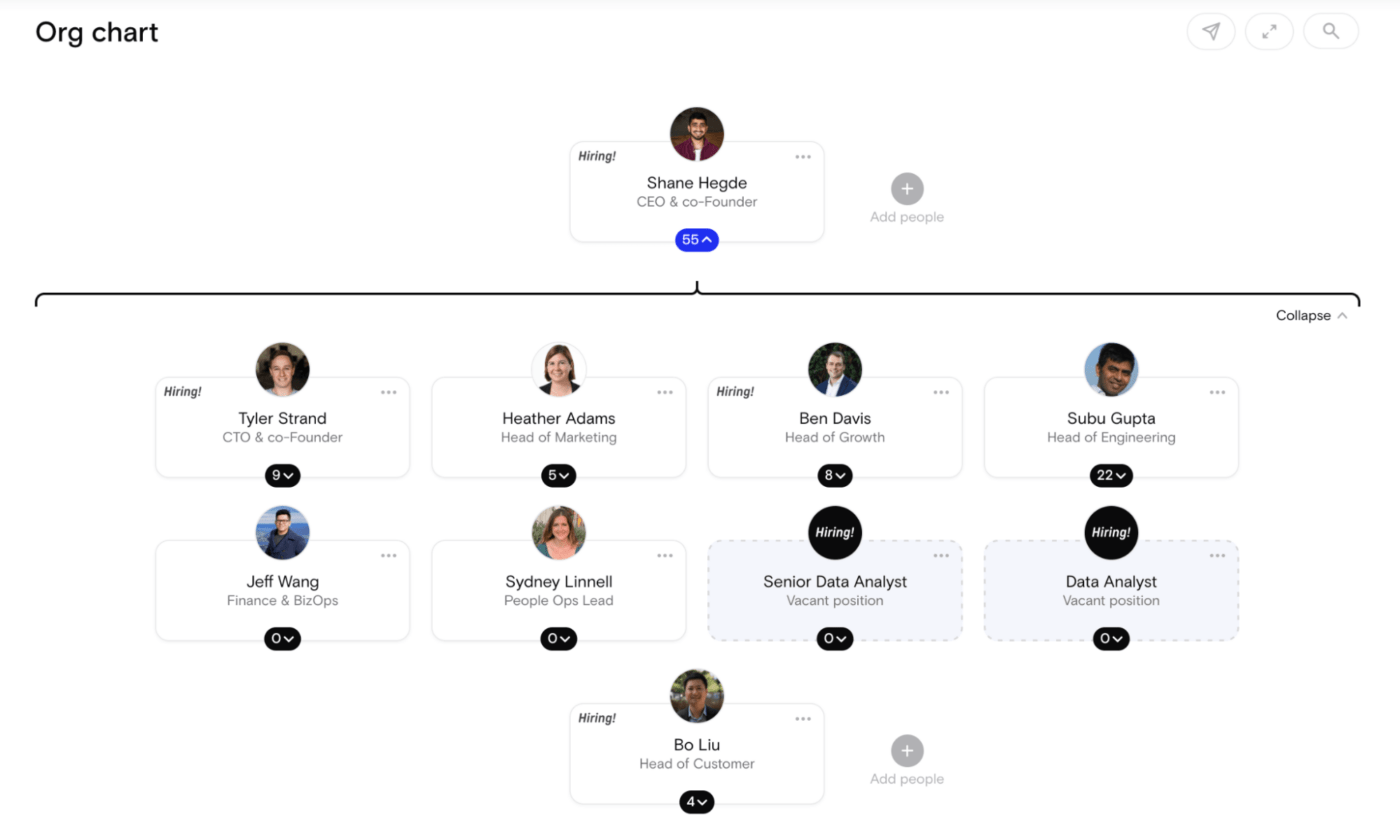 Org chart
Hiring!
Shane Hegde
CEO & co-Founder
55
Add people
Collapse
Hiring!
Tyler Strand
CTO & co-Founder
9
Heather Adams
Head of Marketing
5
Hiring!
Ben Davis
Head of Growth
8
Subu Gupta
Head of Engineering
22
Jeff Wang
Finance & BizOps
0
Sydney Linnell
People Ops Lead
0
Hiring!
Senior Data Analyst
Vacant position
0
Hiring!
Data Analyst
Vacant position
0
Hiring!
Bo Liu
Head of Customer
4
Add people